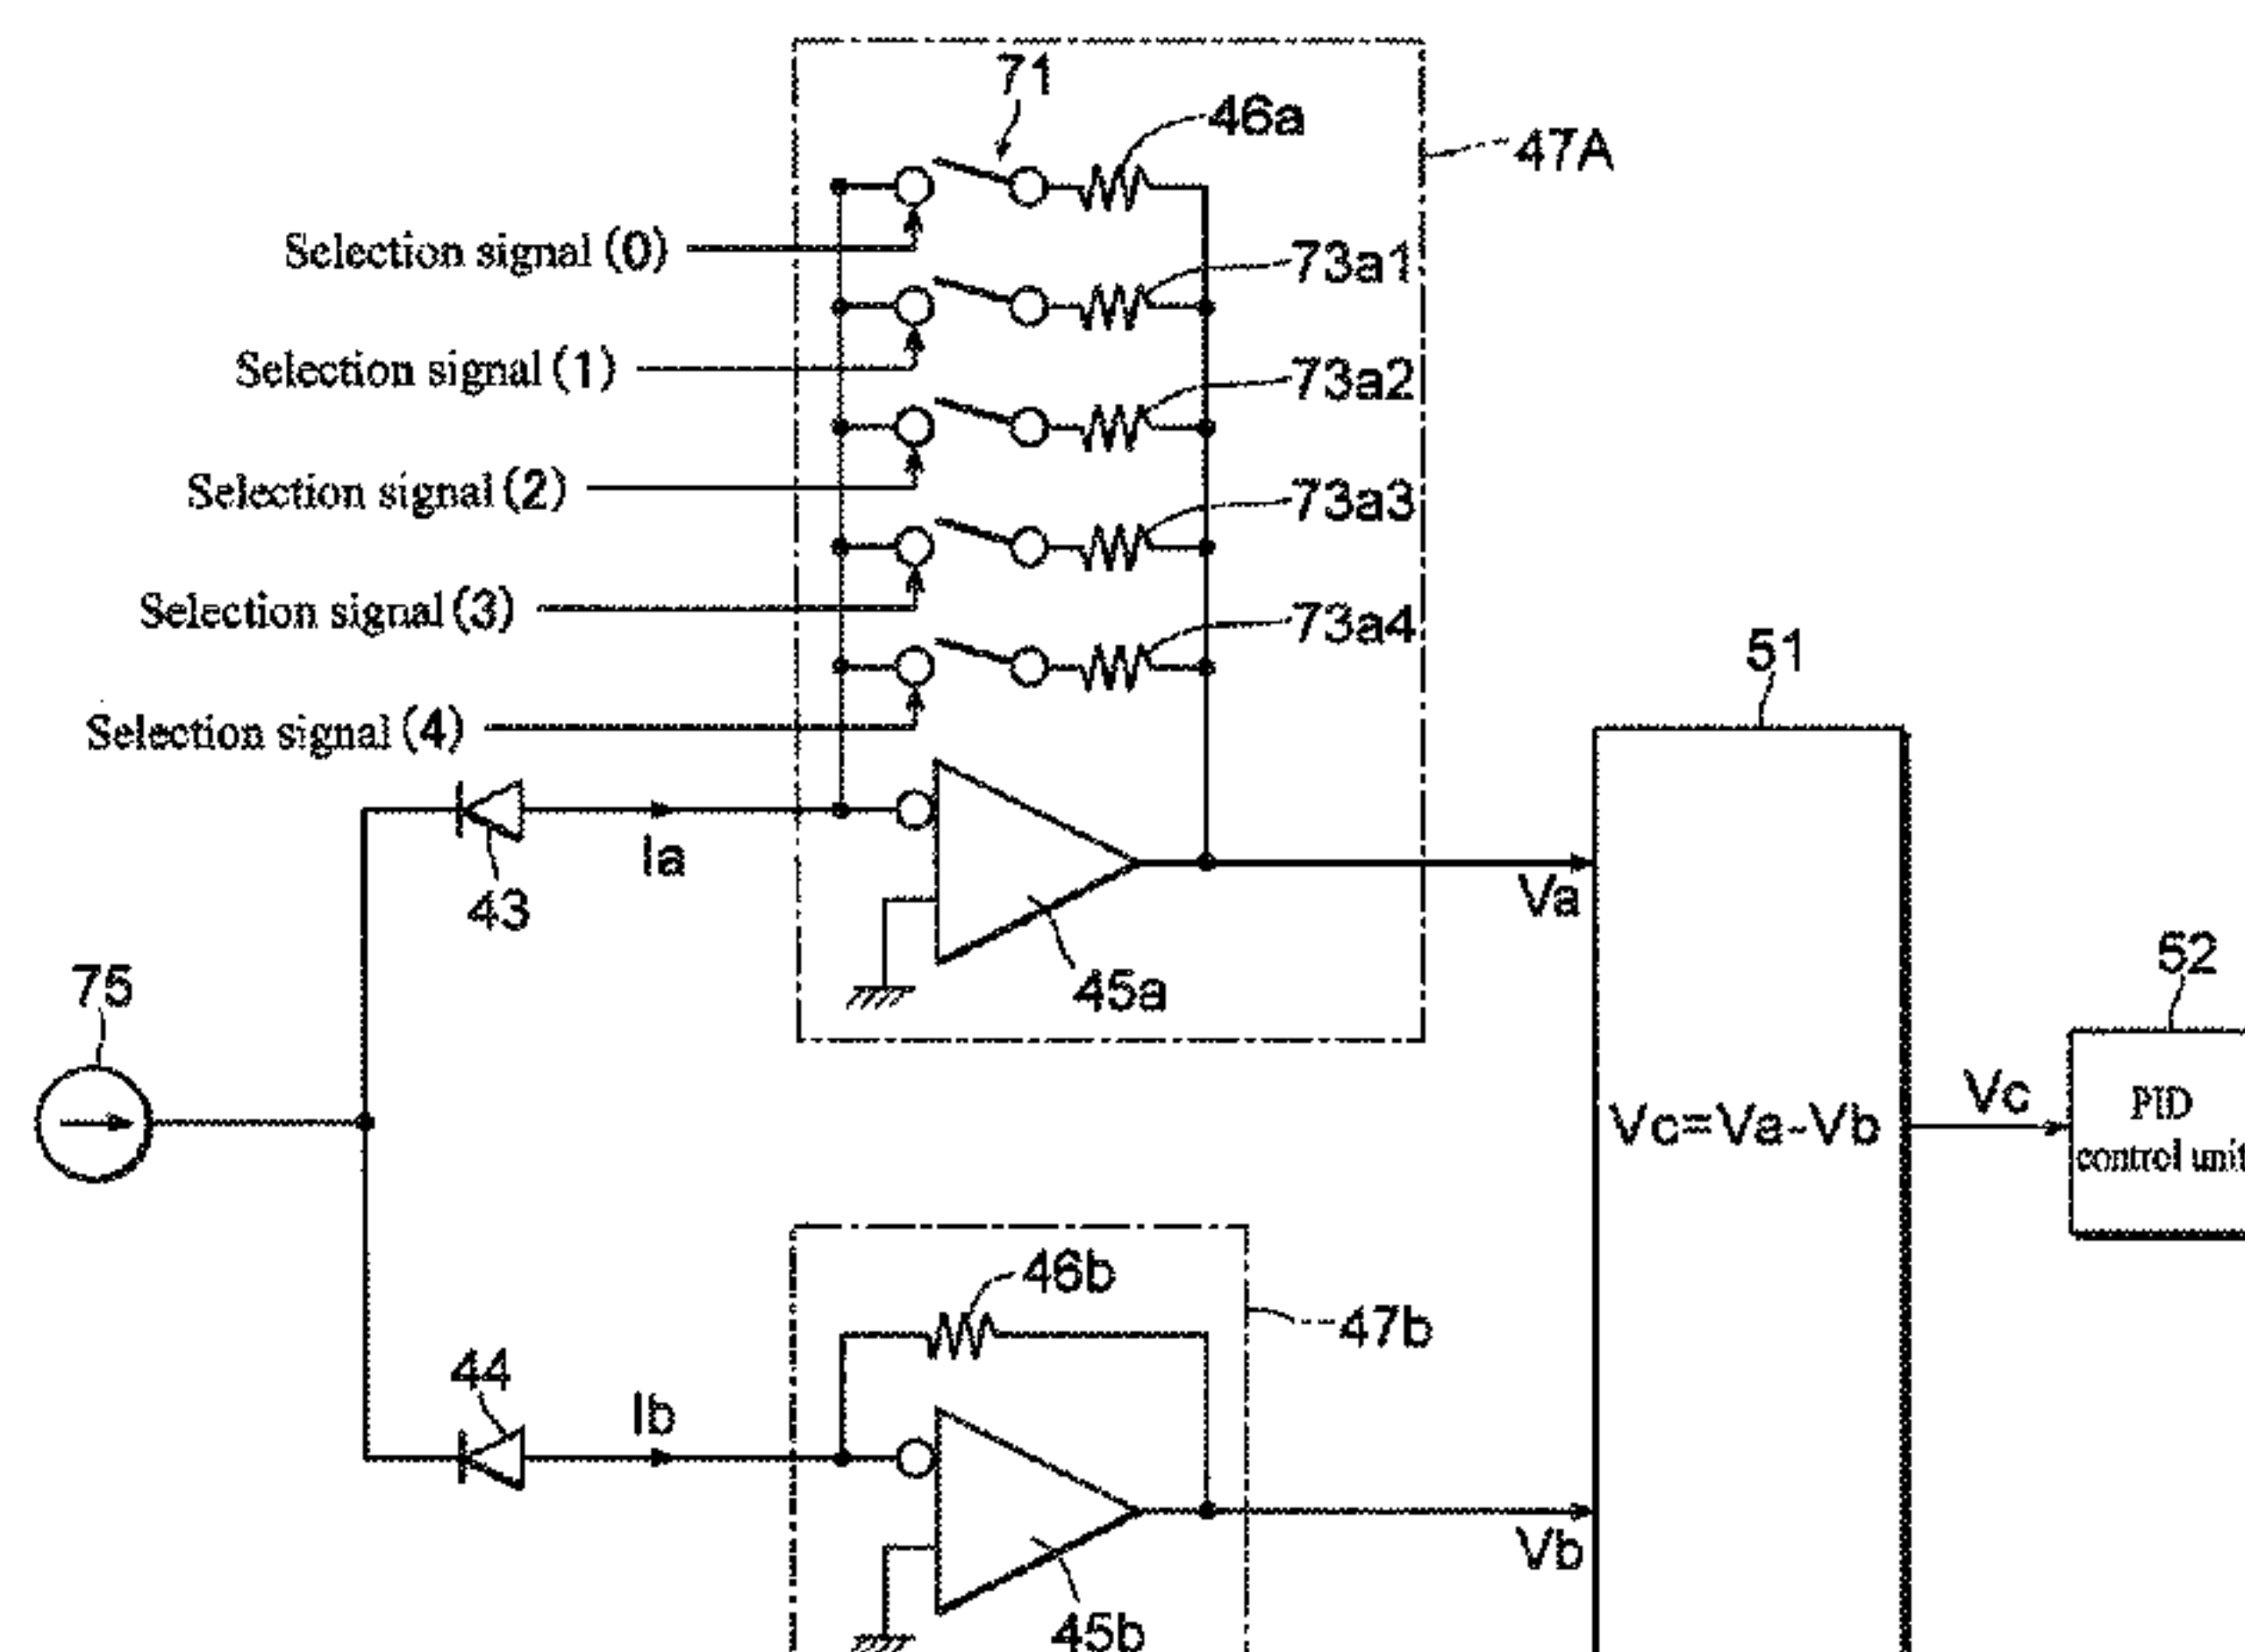 71
46a
47A
Selection signal (0)
73a1
Selection signal (1)
73a2
Selection signal (2)
73a3
Selection signal (3)
73a4
Selection signal (4)
51
43
Ia
Va
45a
75
52
Vc=Va-Vb
Vc
PID
control unit
46b
47b
44
Ib
Vb
45b